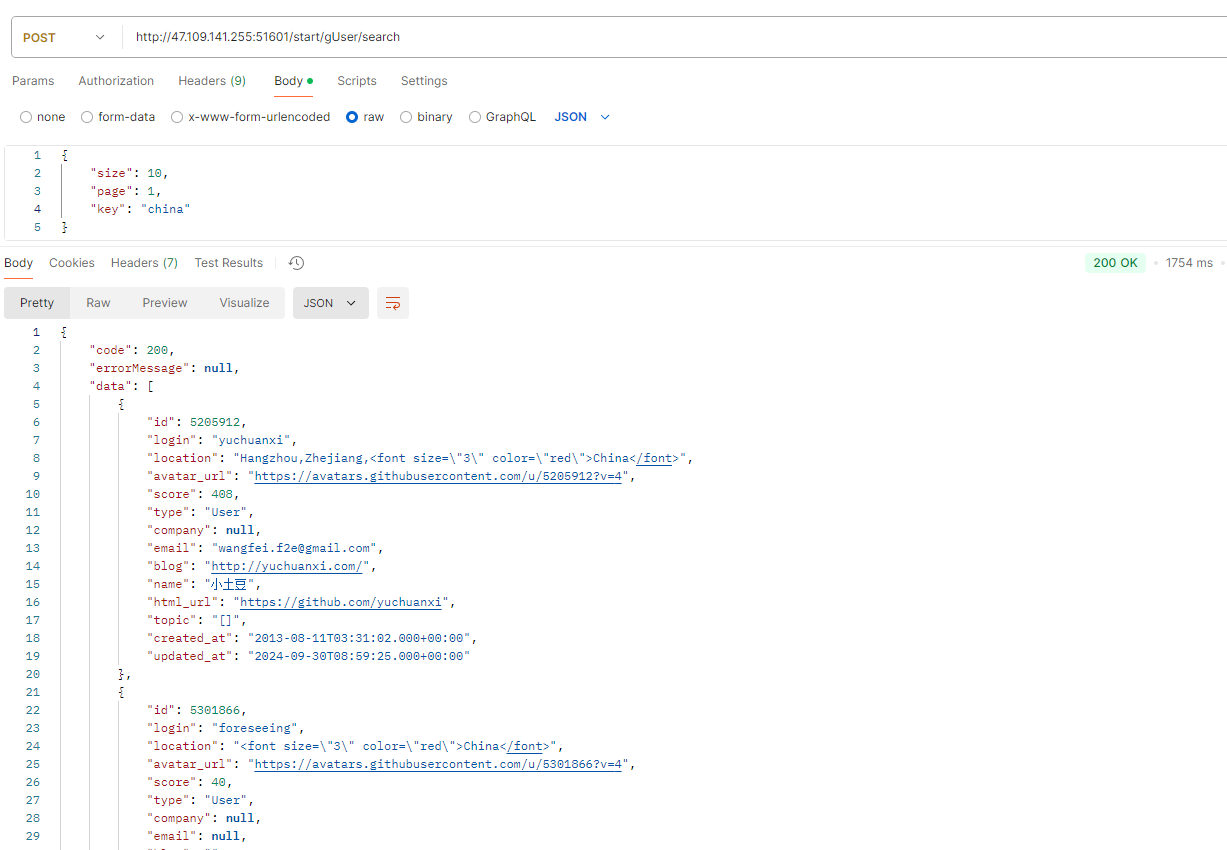 POST http://47.109.141.255:51601/start/gUser/search
Params Authorization Headers (9) Body Scripts Settings
none form-data x-www-form-urlencoded raw binary GraphQL JSON
1 {
2 "size": 10,
3 "page": 1,
4 "key": "china"
5 }
Body Cookies Headers (7) Test Results 200 OK 1754 ms
Pretty Raw Preview Visualize JSON
1 {
2 "code": 200,
3 "errorMessage": null,
4 "data": [
5 {
6 "id": 5205912,
7 "login": "yuchuanxi",
8 "location": "Hangzhou,Zhejiang,<font size=\"3\" color=\"red\">China</font>",
9 "avatar_url": "https://avatars.githubusercontent.com/u/5205912?v=4",
10 "score": 408,
11 "type": "User",
12 "company": null,
13 "email": "wangfei.f2e@gmail.com",
14 "blog": "http://yuchuanxi.com/",
15 "name": "小土豆",
16 "html_url": "https://github.com/yuchuanxi",
17 "topic": "[]",
18 "created_at": "2013-08-11T03:31:02.000+00:00",
19 "updated_at": "2024-09-30T08:59:25.000+00:00"
20 },
21 {
22 "id": 5301866,
23 "login": "foreseeing",
24 "location": "<font size=\"3\" color=\"red\">China</font>",
25 "avatar_url": "https://avatars.githubusercontent.com/u/5301866?v=4",
26 "score": 40,
27 "type": "User",
28 "company": null,
29 "email": null,